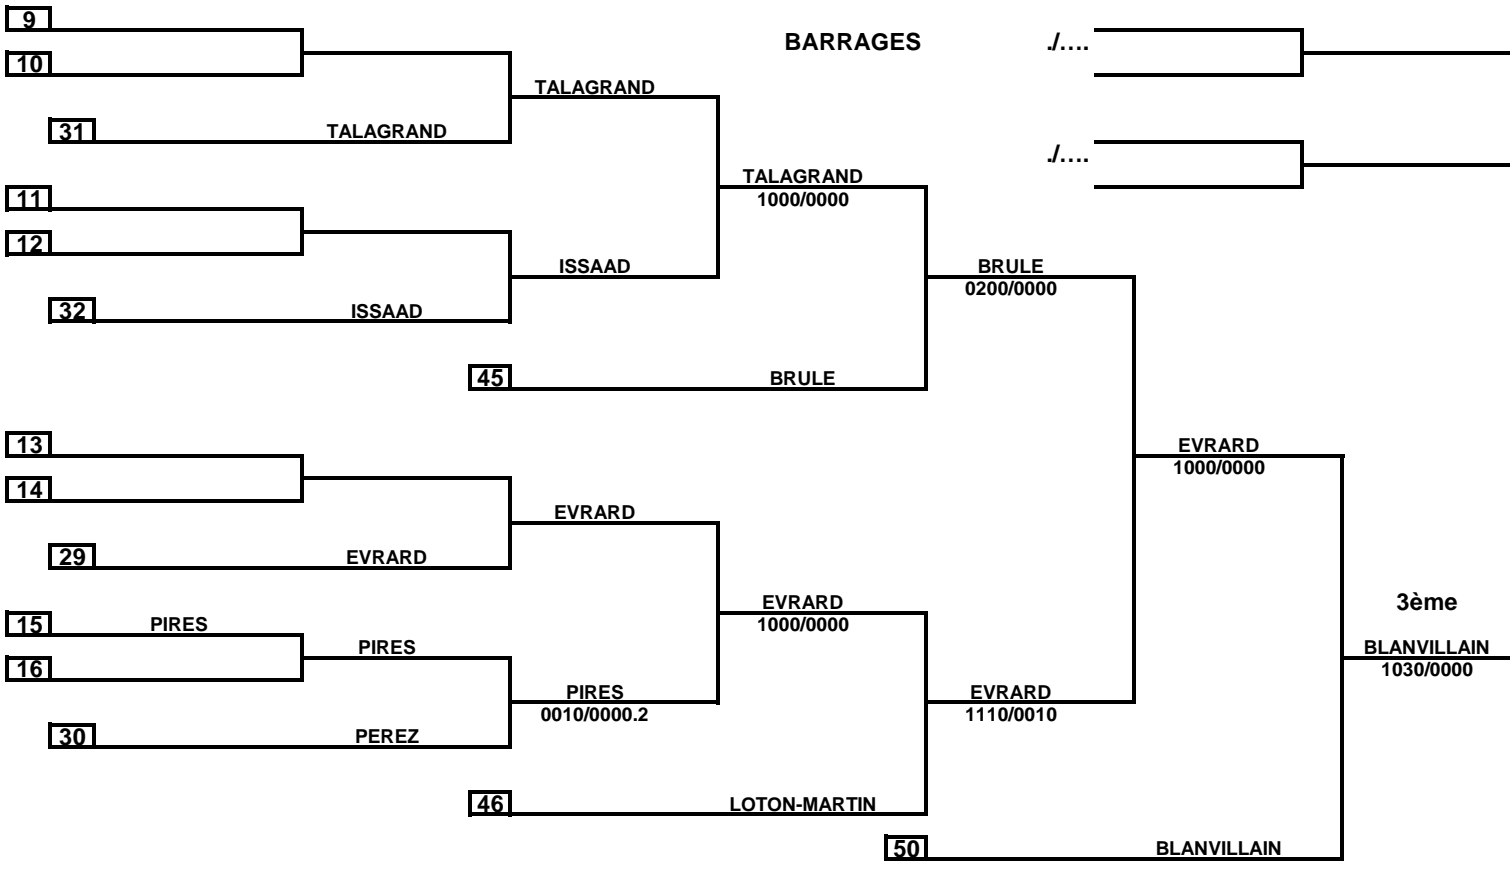 9
BARRAGES
./....
10
TALAGRAND
31
TALAGRAND
./....
TALAGRAND
1000/0000
11
12
ISSAAD
BRULE
0200/0000
32
ISSAAD
45
BRULE
13
EVRARD
1000/0000
14
EVRARD
29
EVRARD
EVRARD
1000/0000
3ème
15
PIRES
PIRES
BLANVILLAIN
1030/0000
16
PIRES
0010/0000.2
EVRARD
1110/0010
30
PEREZ
46
LOTON-MARTIN
50
BLANVILLAIN